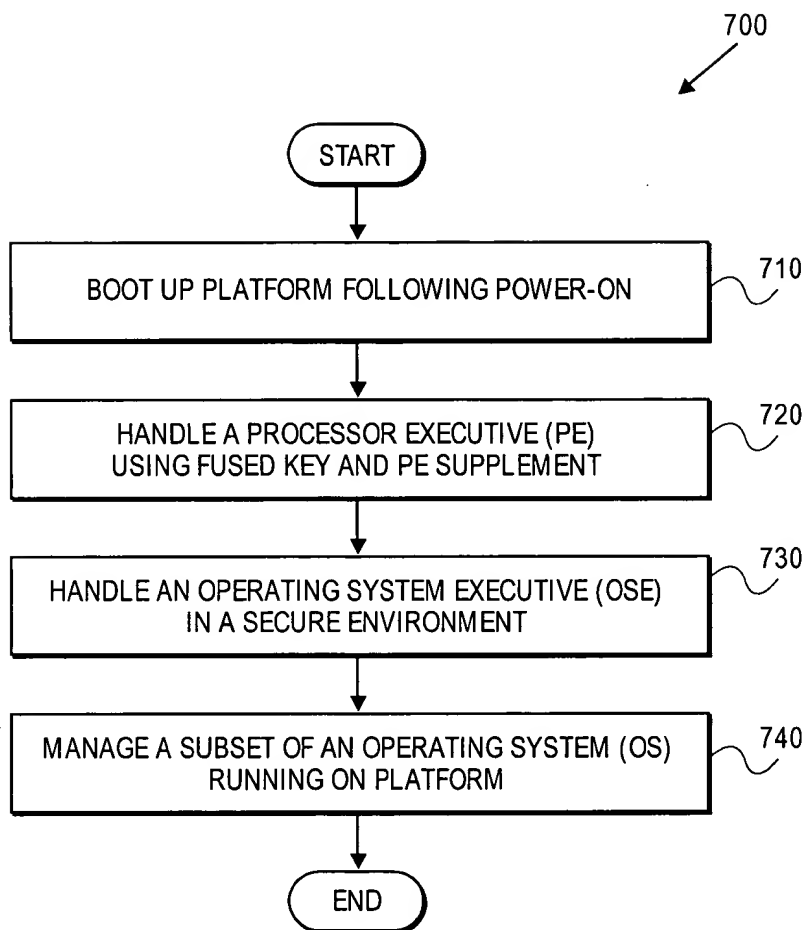 700
START
BOOT UP PLATFORM FOLLOWING POWER-ON
710
HANDLE A PROCESSOR EXECUTIVE (PE)
USING FUSED KEY AND PE SUPPLEMENT
720
HANDLE AN OPERATING SYSTEM EXECUTIVE (OSE)
IN A SECURE ENVIRONMENT
730
MANAGE A SUBSET OF AN OPERATING SYSTEM (OS)
RUNNING ON PLATFORM
740
END